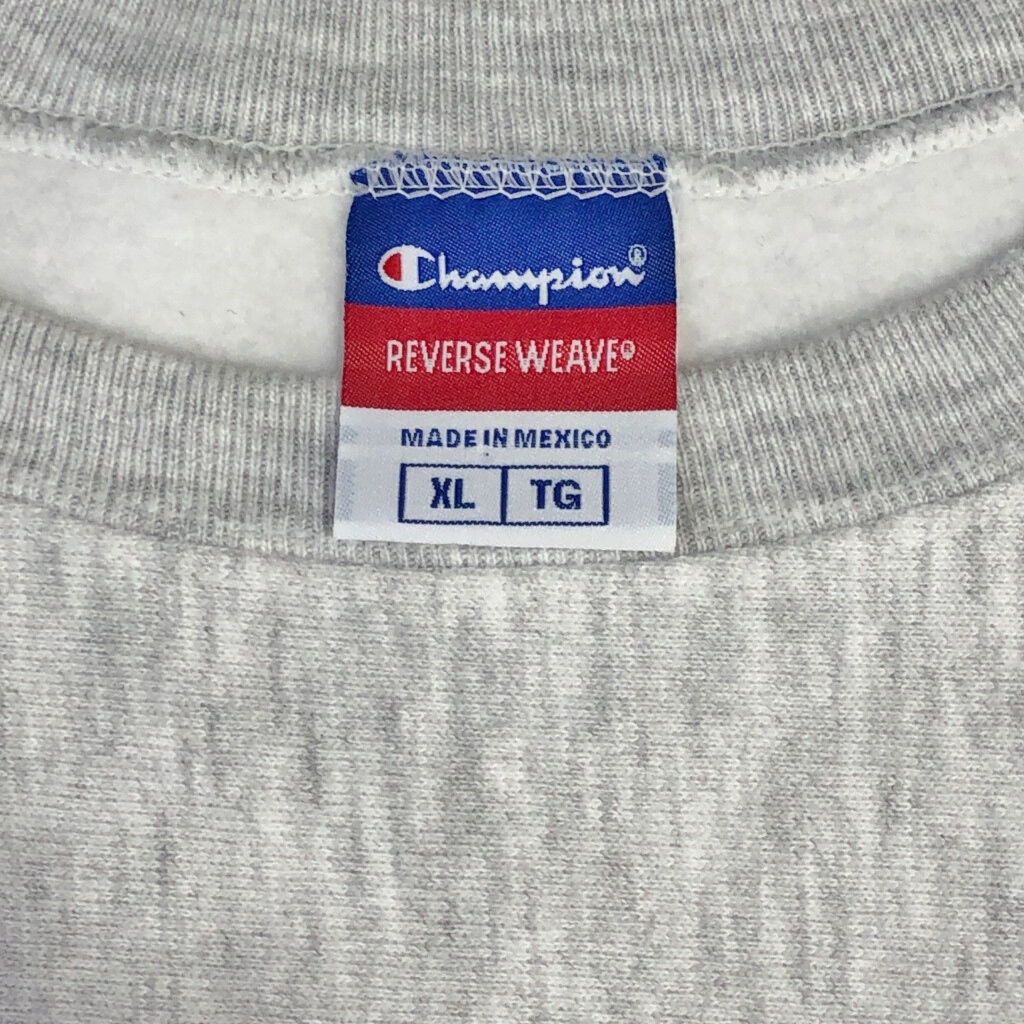 Champion®
REVERSE WEAVE®
MADE IN MEXICO
XL TG